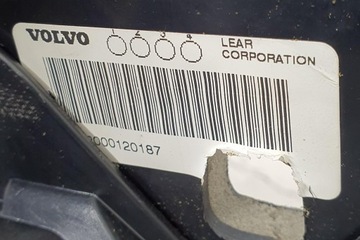 VOLVO
1 2 3 4
LEAR
CORPORATION
000120187